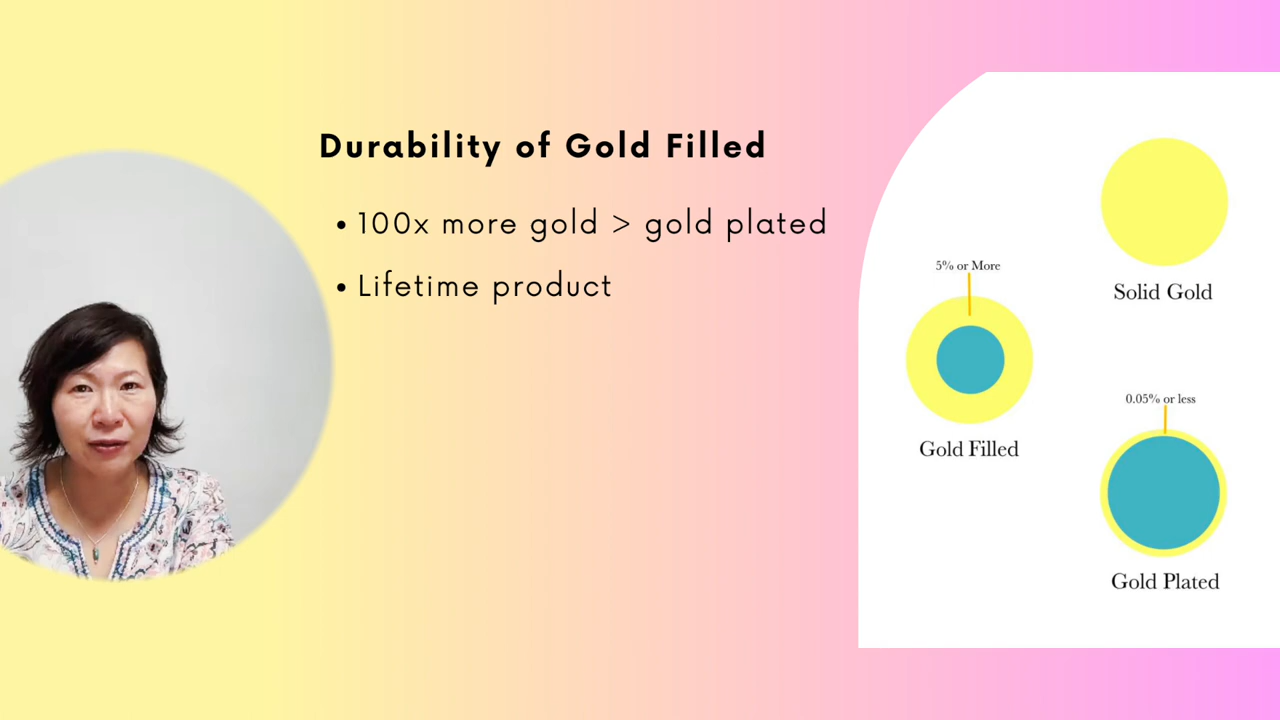 Durability of Gold Filled
• 100x more gold > gold plated
• Lifetime product
5% or More
Gold Filled
Solid Gold
0.05% or less
Gold Plated